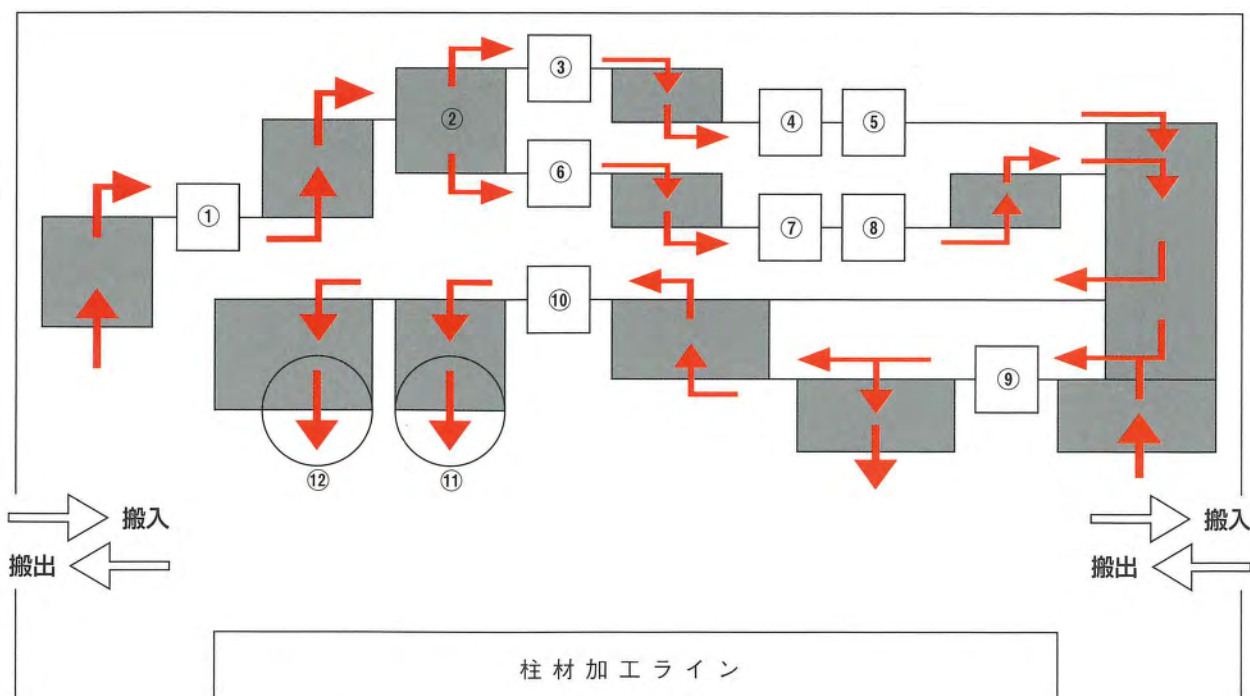 ③
②
④ ⑤
⑥
①
⑦ ⑧
⑩
⑨
⑫ ⑪
搬入
搬出
搬入
搬出
柱材加工ライン